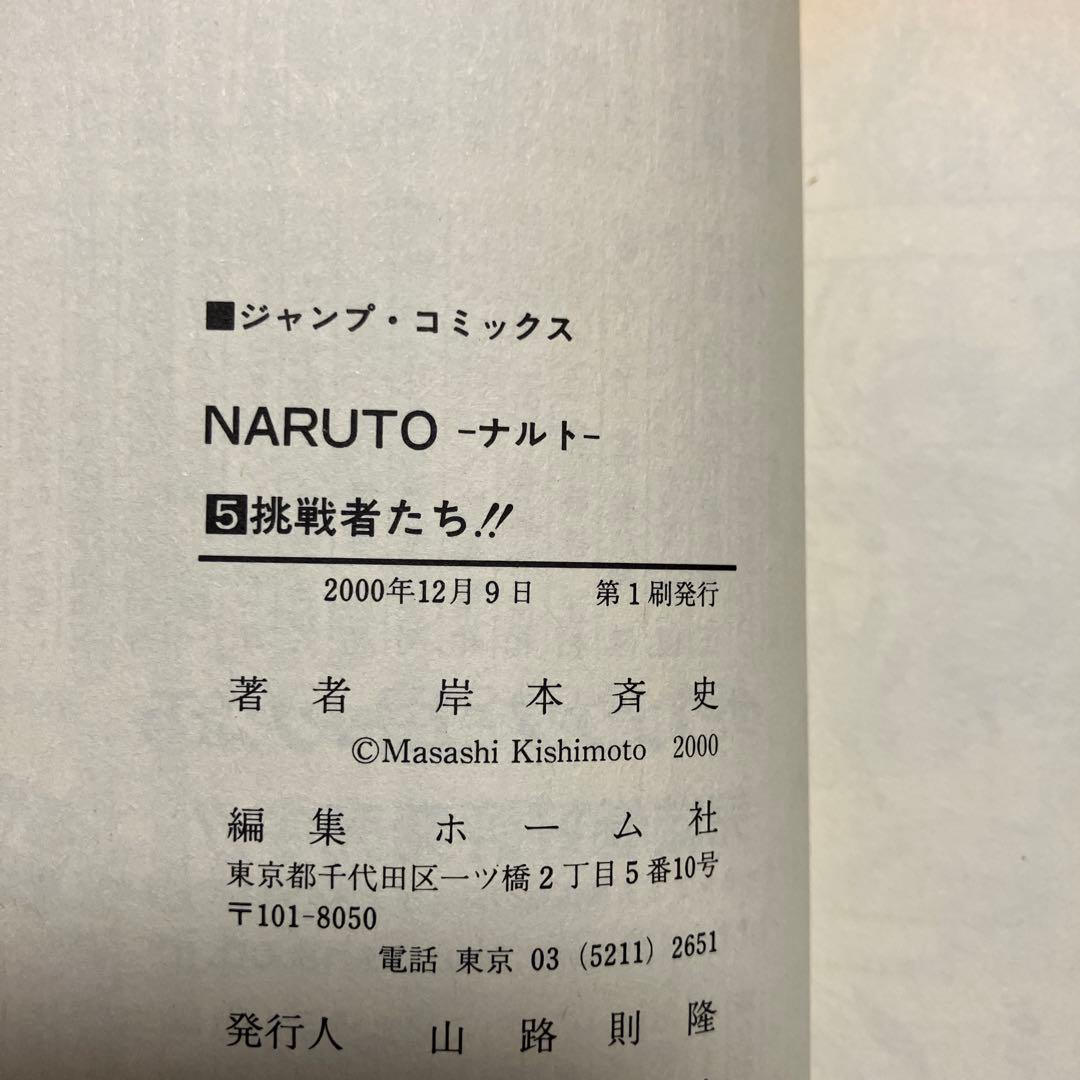 ■ジャンプ・コミックス
NARUTO -ナルト-
5挑戦者たち!!
2000年12月9日 第1刷発行
著者 岸本斉史
©Masashi Kishimoto 2000
編集 ホーム社
東京都千代田区一ツ橋2丁目5番10号
〒101-8050
電話 東京 03 (5211) 2651
発行人 山路則隆